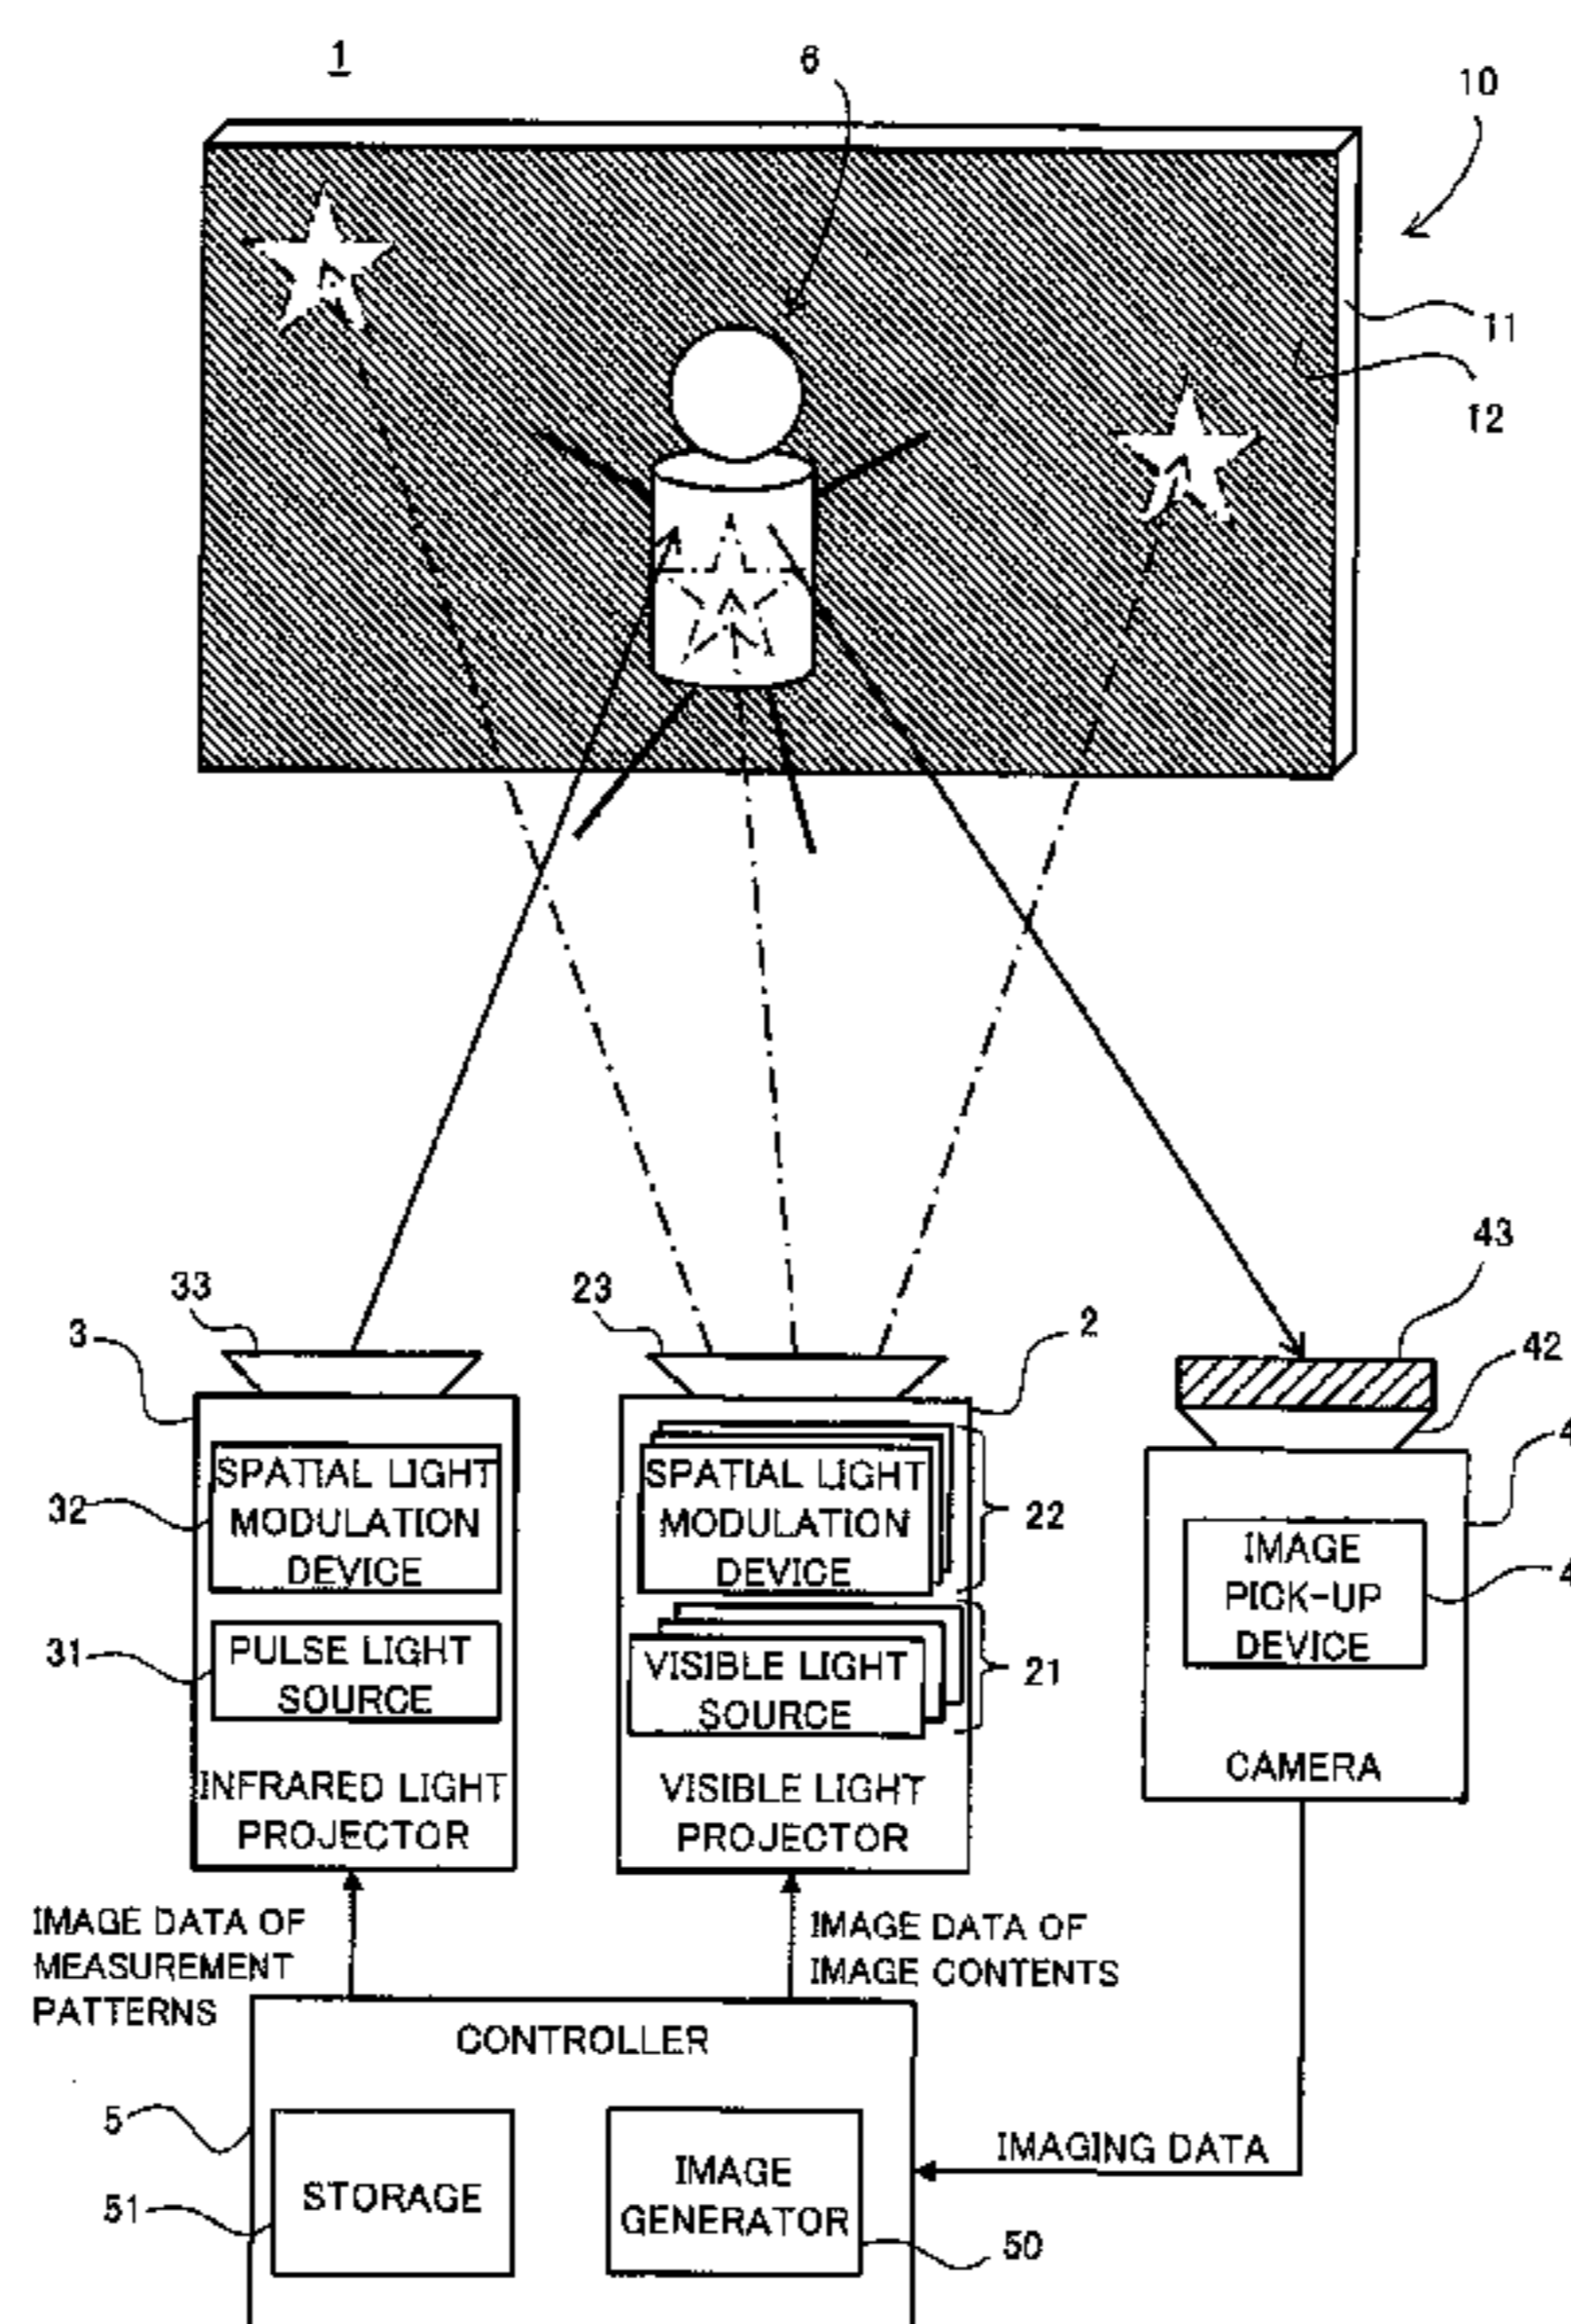 1
6
10
11
12
33
3
23
2
43
42
4
SPATIAL LIGHT
MODULATION
DEVICE
32
SPATIAL LIGHT
MODULATION
DEVICE
22
IMAGE
PICK-UP
DEVICE
4
31
PULSE LIGHT
SOURCE
VISIBLE LIGHT
SOURCE
21
INFRARED LIGHT
PROJECTOR
VISIBLE LIGHT
PROJECTOR
CAMERA
IMAGE DATA OF
MEASUREMENT
PATTERNS
IMAGE DATA OF
IMAGE CONTENTS
CONTROLLER
5
51
STORAGE
IMAGE
GENERATOR
50
IMAGING DATA